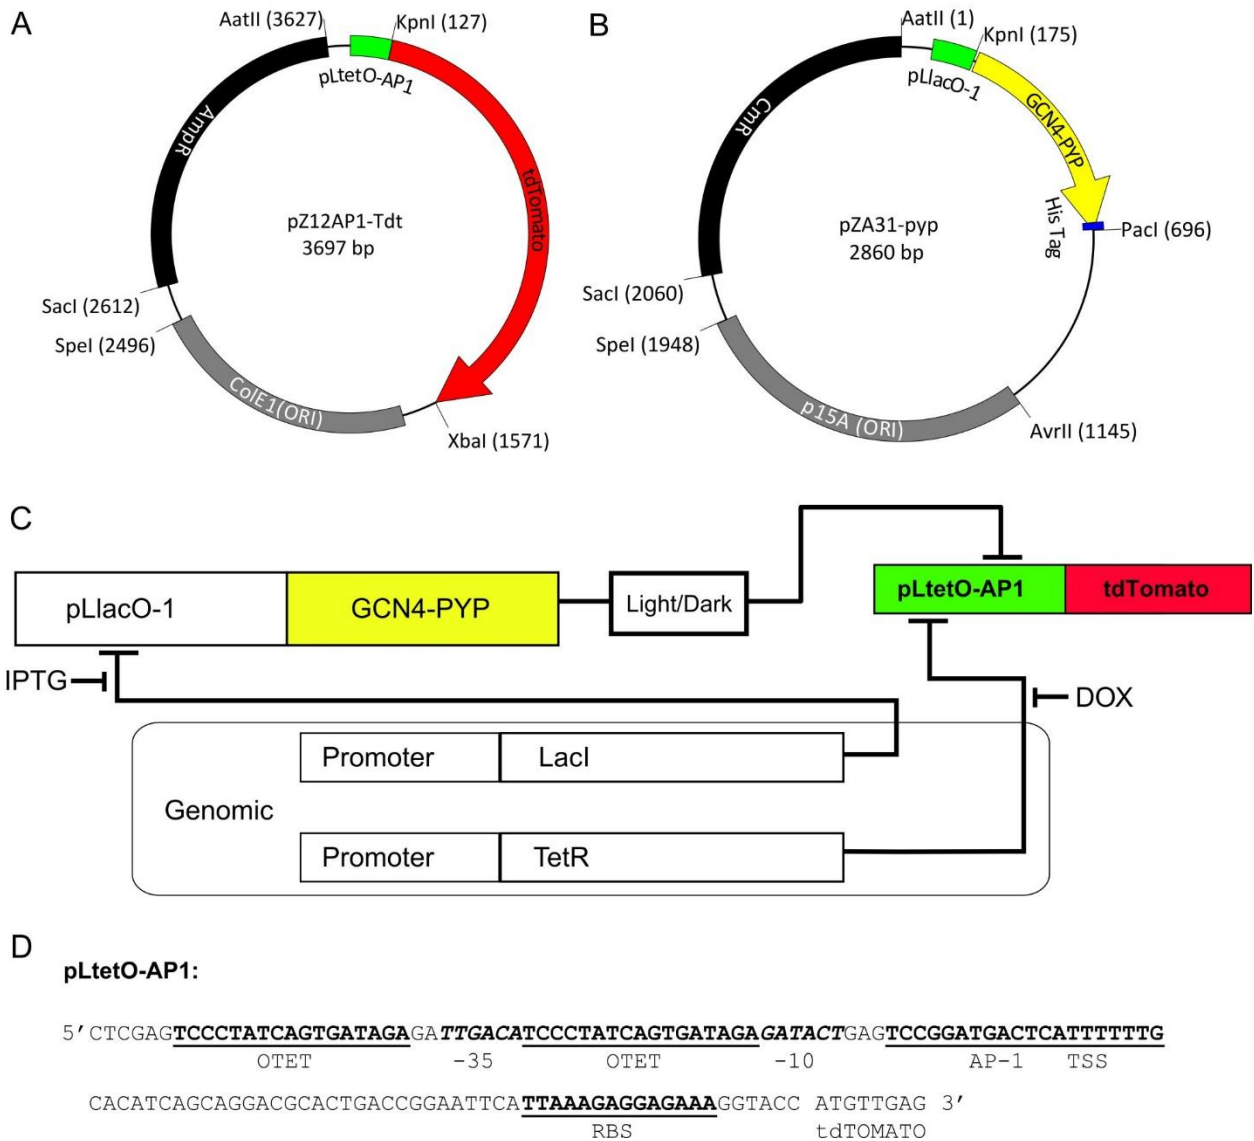 A
AatII (3627)
KpnI (127)
pLtetO-AP1
AmpR
tdTomato
pZ12AP1-Tdt
3697 bp
SacI (2612)
SpeI (2496)
ColE1(ORI)
XbaI (1571)
B
AatII (1)
KpnI (175)
pLlacO-1
CmR
GCN4-PYP
His Tag
PacI (696)
pZA31-pyp
2860 bp
SacI (2060)
SpeI (1948)
p15A (ORI)
AvrII (1145)
C
pLlacO-1 GCN4-PYP Light/Dark pLtetO-AP1 tdTomato
IPTG DOX
Promoter LacI
Genomic
Promoter TetR
D
pLtetO-AP1:
5’CTCGAGTCCCTATCAGTGATAGAGATTGACATCCCTATCAGTGATAGAGATACTGAGTCCGGATGACTCATTTTTTG
OTET -35 OTET -10 AP-1 TSS
CACATCAGCAGGACGCACTGACCGGAATTCATTAAAGAGGAGAAAGGTACC ATGTTGAG 3’
RBS tdTOMATO